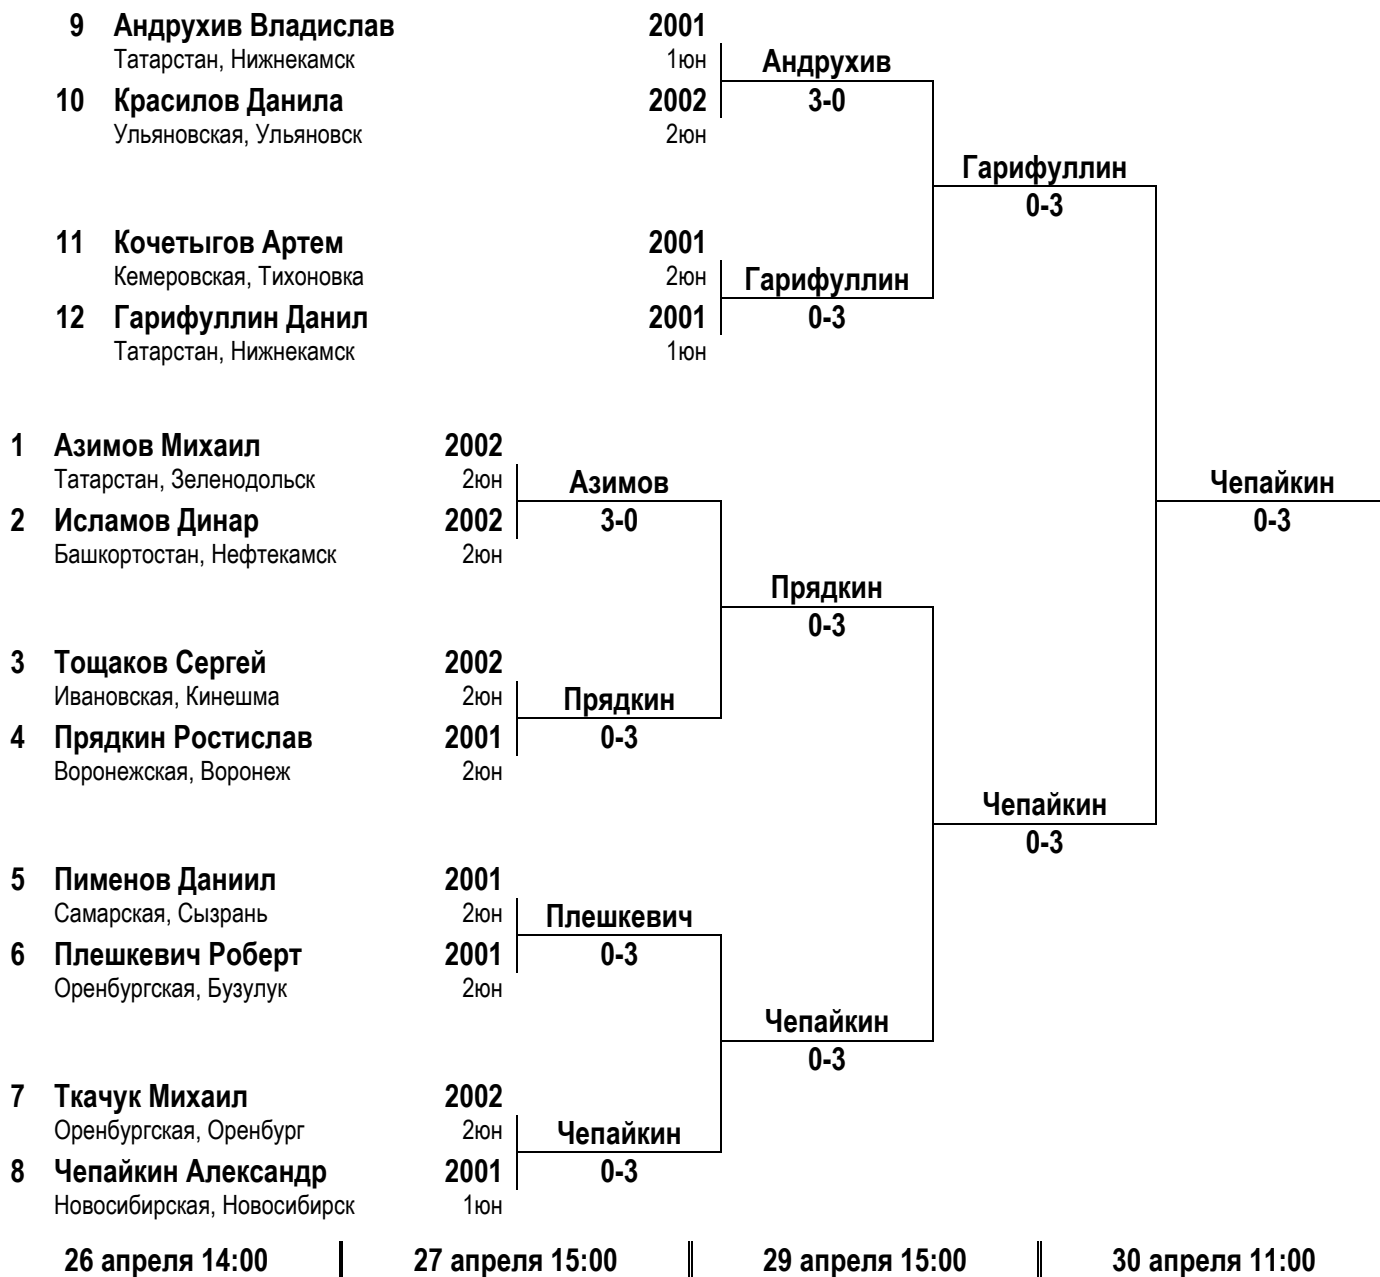 9 Андрухив Владислав 2001
Татарстан, Нижнекамск 1юн
Андрухив
10 Красилов Данила 2002
3-0
Ульяновская, Ульяновск 2юн
Гарифуллин
0-3
11 Кочетыгов Артем 2001
Кемеровская, Тихоновка 2юн
Гарифуллин
12 Гарифуллин Данил 2001
0-3
Татарстан, Нижнекамск 1юн
1 Азимов Михаил 2002
Татарстан, Зеленодольск 2юн
Азимов
Чепайкин
2 Исламов Динар 2002
3-0
0-3
Башкортостан, Нефтекамск 2юн
Прядкин
0-3
3 Тощаков Сергей 2002
Ивановская, Кинешма 2юн
Прядкин
4 Прядкин Ростислав 2001
0-3
Воронежская, Воронеж 2юн
Чепайкин
0-3
5 Пименов Даниил 2001
Самарская, Сызрань 2юн
Плешкевич
6 Плешкевич Роберт 2001
0-3
Оренбургская, Бузулук 2юн
Чепайкин
0-3
7 Ткачук Михаил 2002
Оренбургская, Оренбург 2юн
Чепайкин
8 Чепайкин Александр 2001
0-3
Новосибирская, Новосибирск 1юн
26 апреля 14:00 27 апреля 15:00 29 апреля 15:00 30 апреля 11:00